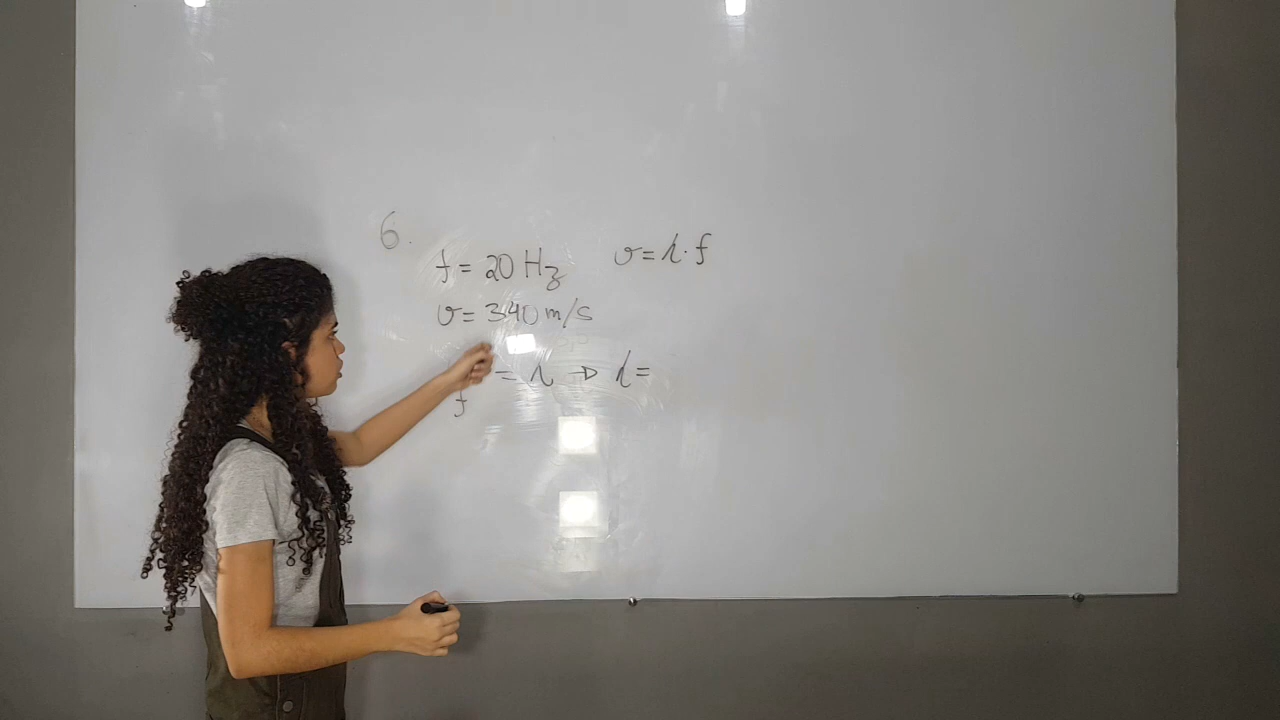 6.
f = 20 Hz
v = λ·f
v = 340 m/s
= λ → λ =
f